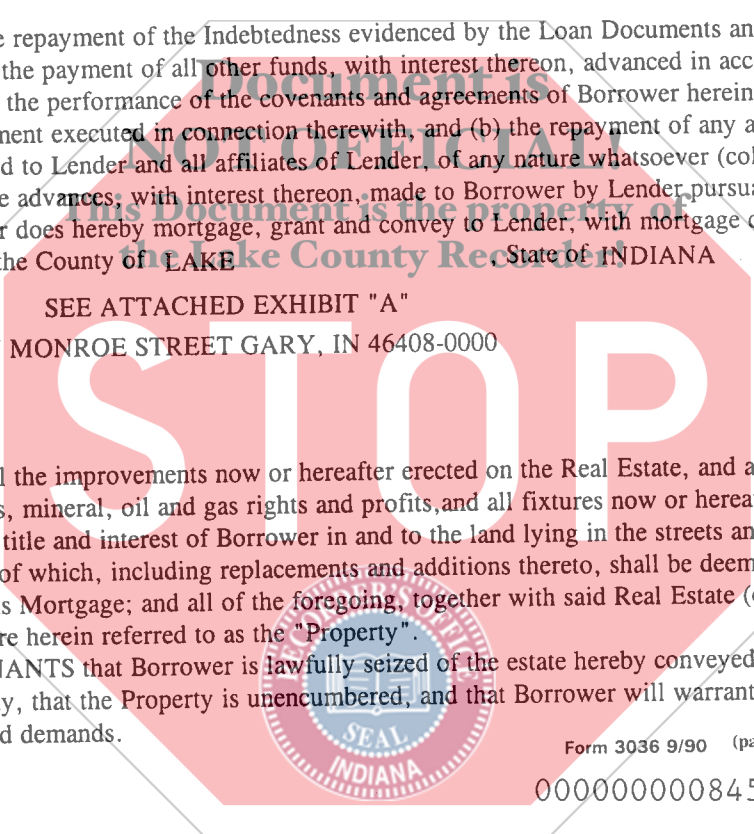 e repayment of the Indebtedness evidenced by the Loan Documents an
Document is
the payment of all other funds, with interest thereon, advanced in acc
the performance of the covenants and agreements of Borrower herein
NOT OFFICIAL!
ment executed in connection therewith, and (b) the repayment of any a
d to Lender and all affiliates of Lender, of any nature whatsoever (col
e advances, with interest thereon, made to Borrower by Lender pursua
This Document is the property of
r does hereby mortgage, grant and convey to Lender, with mortgage c
the County of LAKE , State of INDIANA
the Lake County Recorder!
SEE ATTACHED EXHIBIT "A"
MONROE STREET GARY, IN 46408-0000
STOP
l the improvements now or hereafter erected on the Real Estate, and a
s, mineral, oil and gas rights and profits,and all fixtures now or herea
title and interest of Borrower in and to the land lying in the streets an
of which, including replacements and additions thereto, shall be deem
s Mortgage; and all of the foregoing, together with said Real Estate (
re herein referred to as the "Property".
NANTS that Borrower is lawfully seized of the estate hereby conveyed
y, that the Property is unencumbered, and that Borrower will warrant
d demands.
RECORDER'S OFFICE
SEAL
INDIANA
Form 3036 9/90 (pa
00000000845